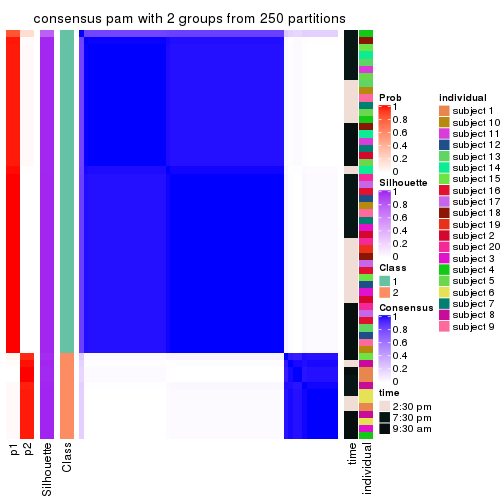 consensus pam with 2 groups from 250 partitions
Prob
1
0.8
0.6
0.4
0.2
0
Silhouette
1
0.8
0.6
0.4
0.2
0
Class
1
2
Consensus
1
0.8
0.6
0.4
0.2
0
time
2:30 pm
7:30 pm
9:30 am
individual
subject 1
subject 10
subject 11
subject 12
subject 13
subject 14
subject 15
subject 16
subject 17
subject 18
subject 19
subject 2
subject 20
subject 3
subject 4
subject 5
subject 6
subject 7
subject 8
subject 9
p1
p2
Silhouette
Class
time
individual